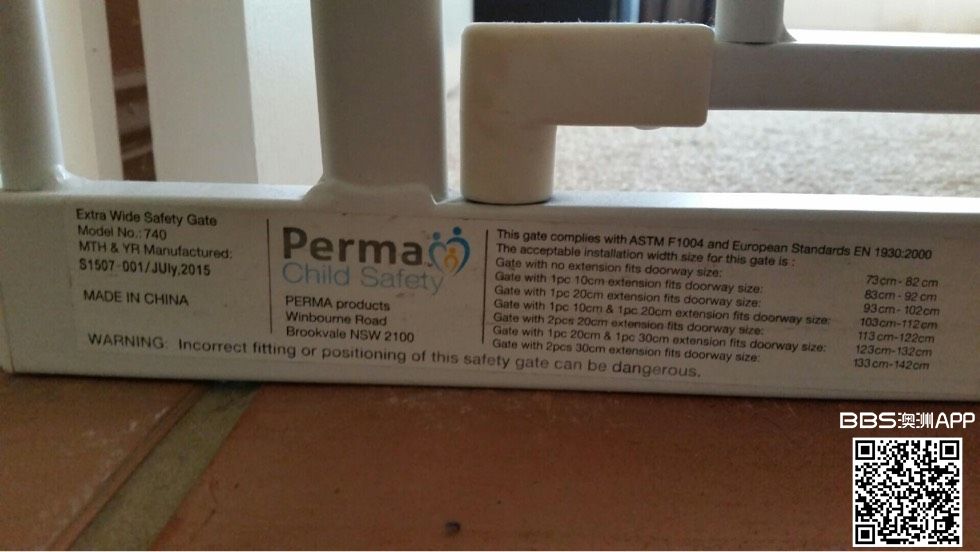 Extra Wide Safety Gate
Model No.: 740
MTH & YR Manufactured:
S1507-001/JUly,2015
MADE IN CHINA
Perma
Child Safety
PERMA products
Winbourne Road
Brookvale NSW 2100
This gate complies with ASTM F1004 and European Standards EN 1930:2000
The acceptable installation width size for this gate is :
Gate with no extension fits doorway size: 73cm - 82 cm
Gate with 1pc 10cm extension fits doorway size: 83cm - 92 cm
Gate with 1pc 20cm extension fits doorway size: 93cm - 102cm
Gate with 1pc 10cm & 1pc 20cm extension fits doorway size: 103cm-112cm
Gate with 2pcs 20cm extension fits doorway size: 113cm-122cm
Gate with 1pc 20cm & 1pc 30cm extension fits doorway size: 123cm-132cm
Gate with 2pcs 30cm extension fits doorway size: 133cm-142cm
WARNING: Incorrect fitting or positioning of this safety gate can be dangerous.
BBS澳洲APP